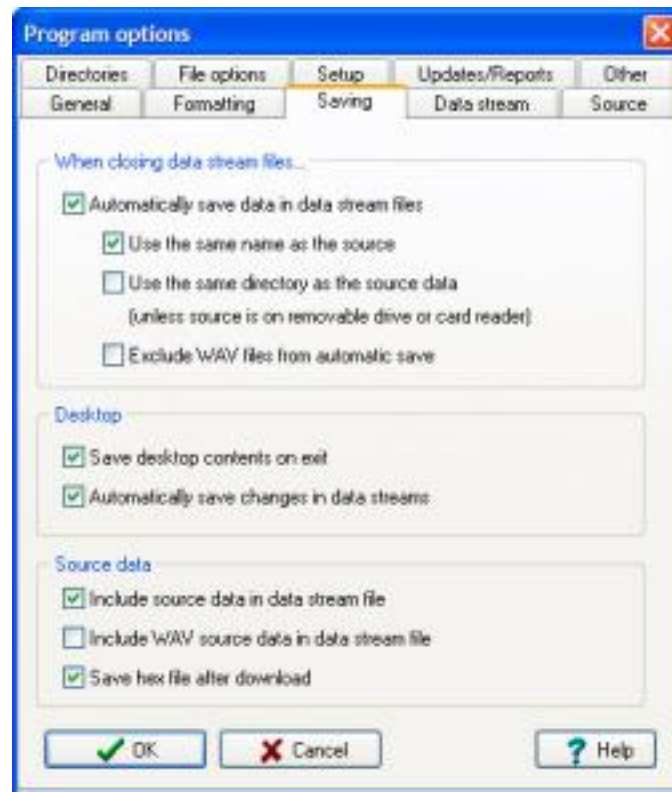 Program options
Directories File options Setup Updates/Reports Other
General Formatting Saving Data stream Source
When closing data stream files...
Automatically save data in data stream files
Use the same name as the source
Use the same directory as the source data
(unless source is on removable drive or card reader)
Exclude WAV files from automatic save
Desktop
Save desktop contents on exit
Automatically save changes in data streams
Source data
Include source data in data stream file
Include WAV source data in data stream file
Save hex file after download
OK Cancel ? Help